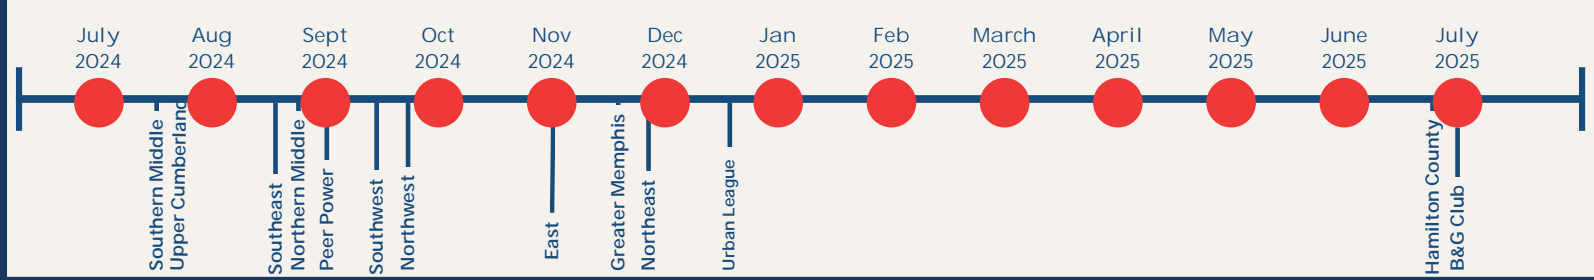 July
2024
Aug
2024
Sept
2024
Oct
2024
Nov
2024
Dec
2024
Jan
2025
Feb
2025
March
2025
April
2025
May
2025
June
2025
July
2025
Southern Middle
Upper Cumberland
Southeast
Northern Middle
Peer Power
Southwest
Northwest
East
Greater Memphis
Northeast
Urban League
Hamilton County
B&G Club